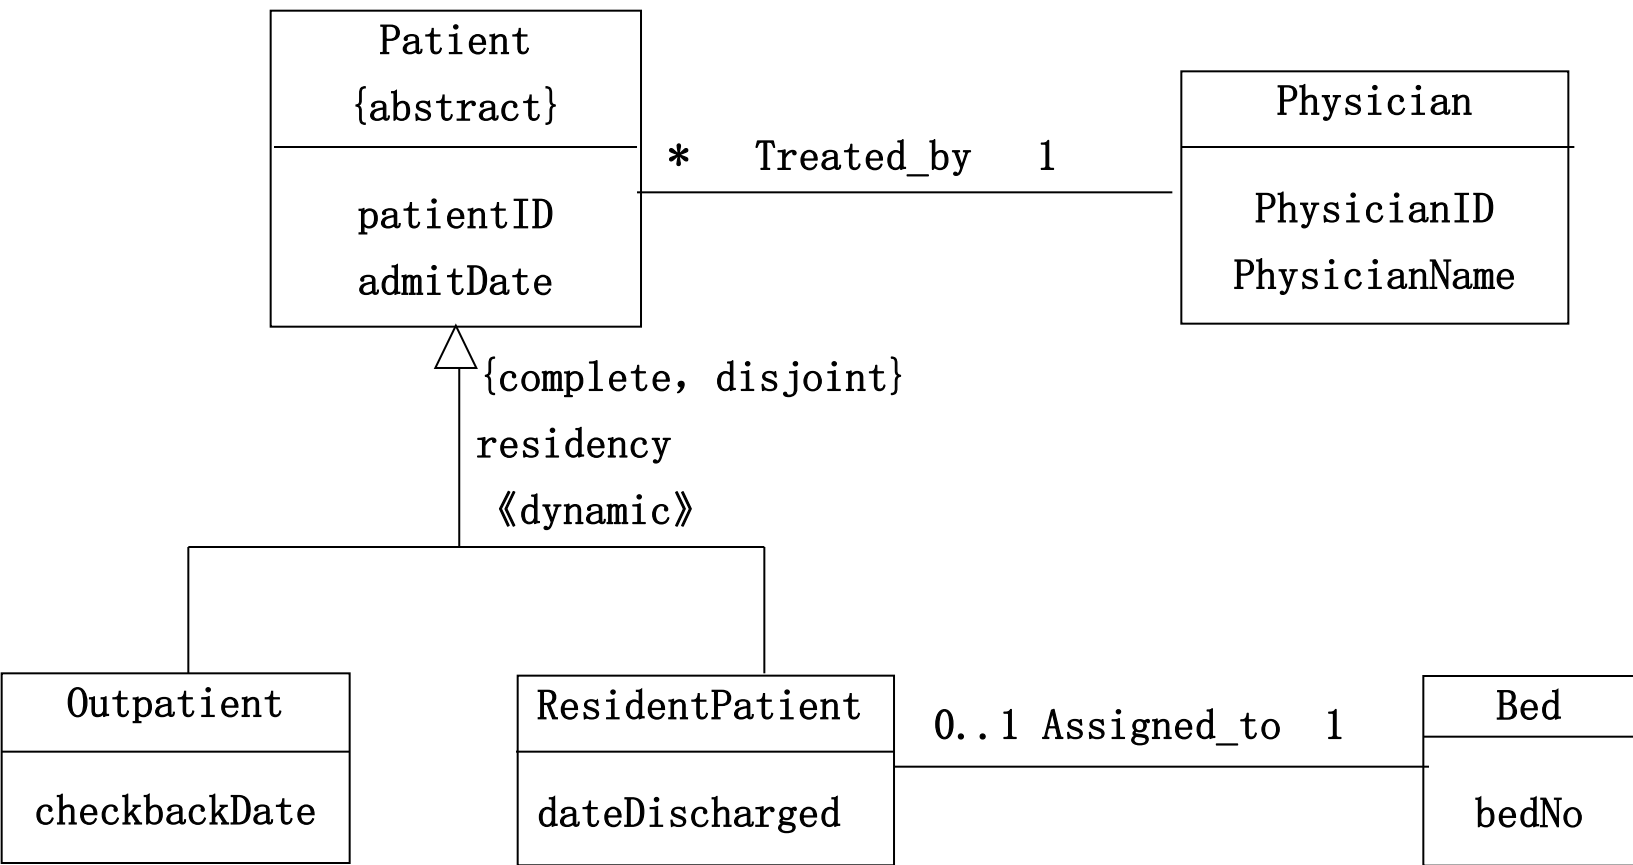 Patient
{abstract}
patientID
admitDate
* Treated_by 1
Physician
PhysicianID
PhysicianName
{complete, disjoint}
residency
《dynamic》
Outpatient
checkbackDate
ResidentPatient
dateDischarged
0..1 Assigned_to 1
Bed
bedNo